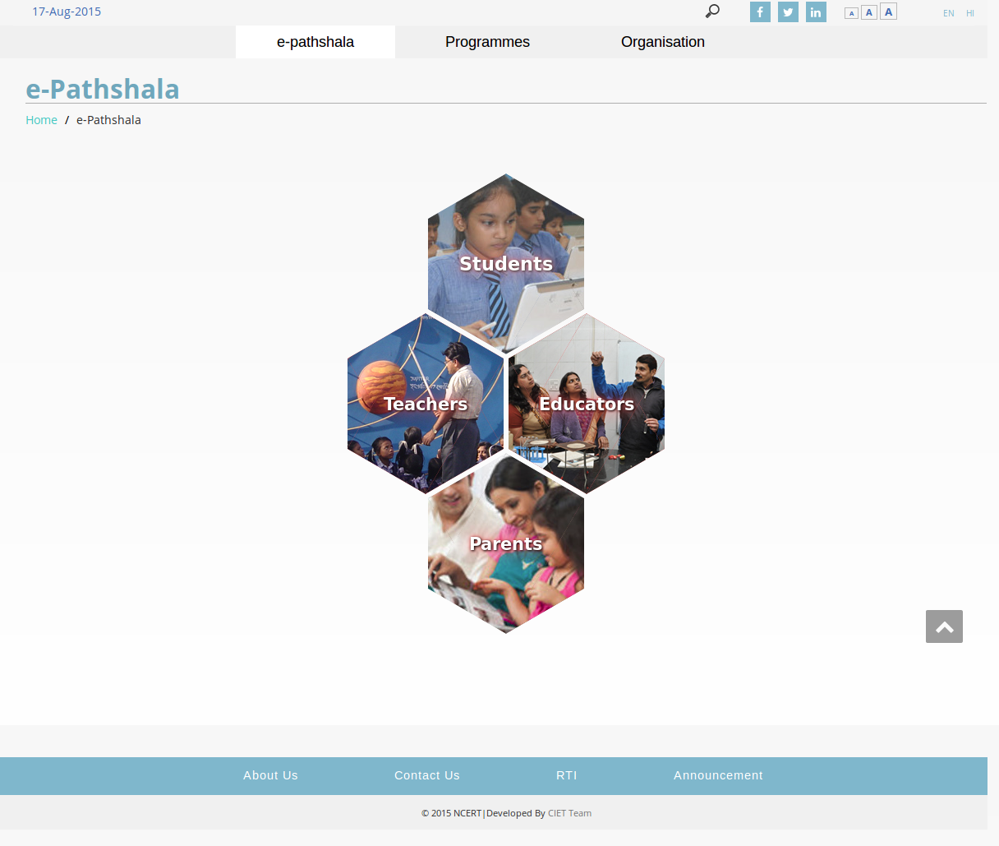 17-Aug-2015 A A A EN HI
e-pathshala Programmes Organisation
e-Pathshala
Home / e-Pathshala
Students
Teachers Educators
Parents
About Us Contact Us RTI Announcement
© 2015 NCERT|Developed By CIET Team